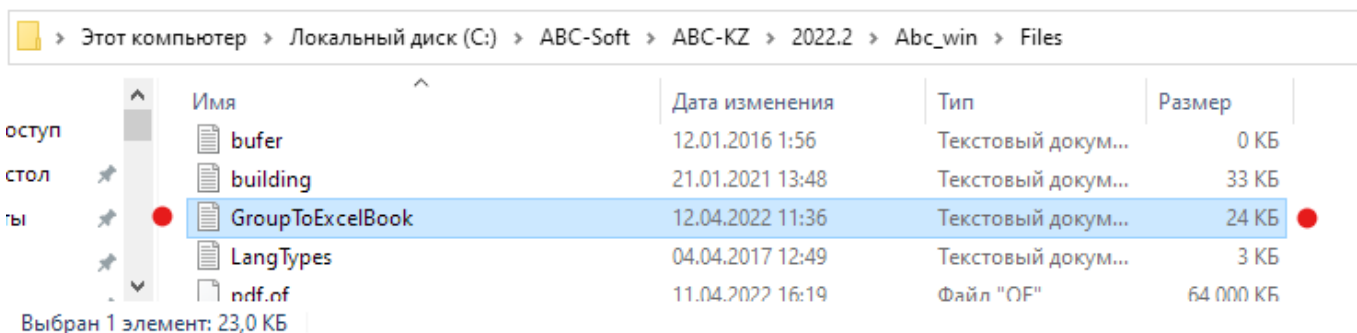 Этот компьютер > Локальный диск (C:) > ABC-Soft > ABC-KZ > 2022.2 > Abc_win > Files
Имя Дата изменения Тип Размер
оступ bufer 12.01.2016 1:56 Текстовый докум... 0 КБ
стол building 21.01.2021 13:48 Текстовый докум... 33 КБ
ты GroupToExcelBook 12.04.2022 11:36 Текстовый докум... 24 КБ
LangTypes 04.04.2017 12:49 Текстовый докум... 3 КБ
pdf.of 11.04.2022 16:19 Файл "OF" 64 000 КБ
Выбран 1 элемент: 23,0 КБ